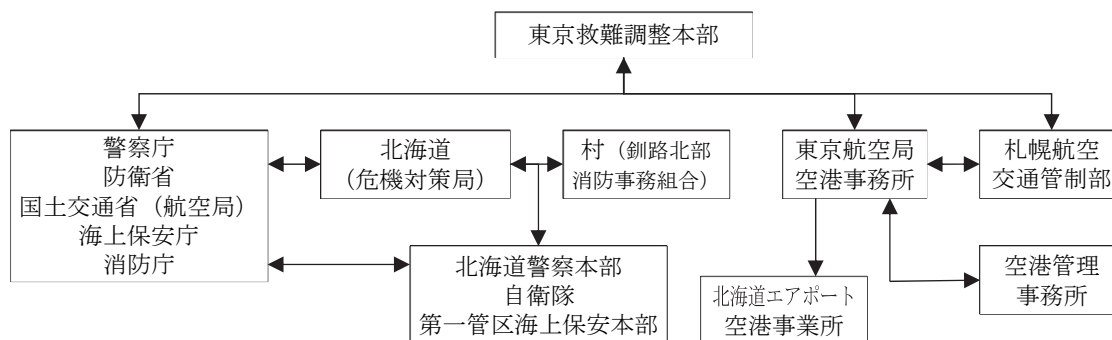 東京救難調整本部
警察庁
防衛省
国土交通省（航空局）
海上保安庁
消防庁
北海道
（危機対策局）
村（釧路北部
消防事務組合）
東京航空局
空港事務所
札幌航空
交通管制部
北海道警察本部
自衛隊
第一管区海上保安本部
北海道エアポート
空港事業所
空港管理
事務所